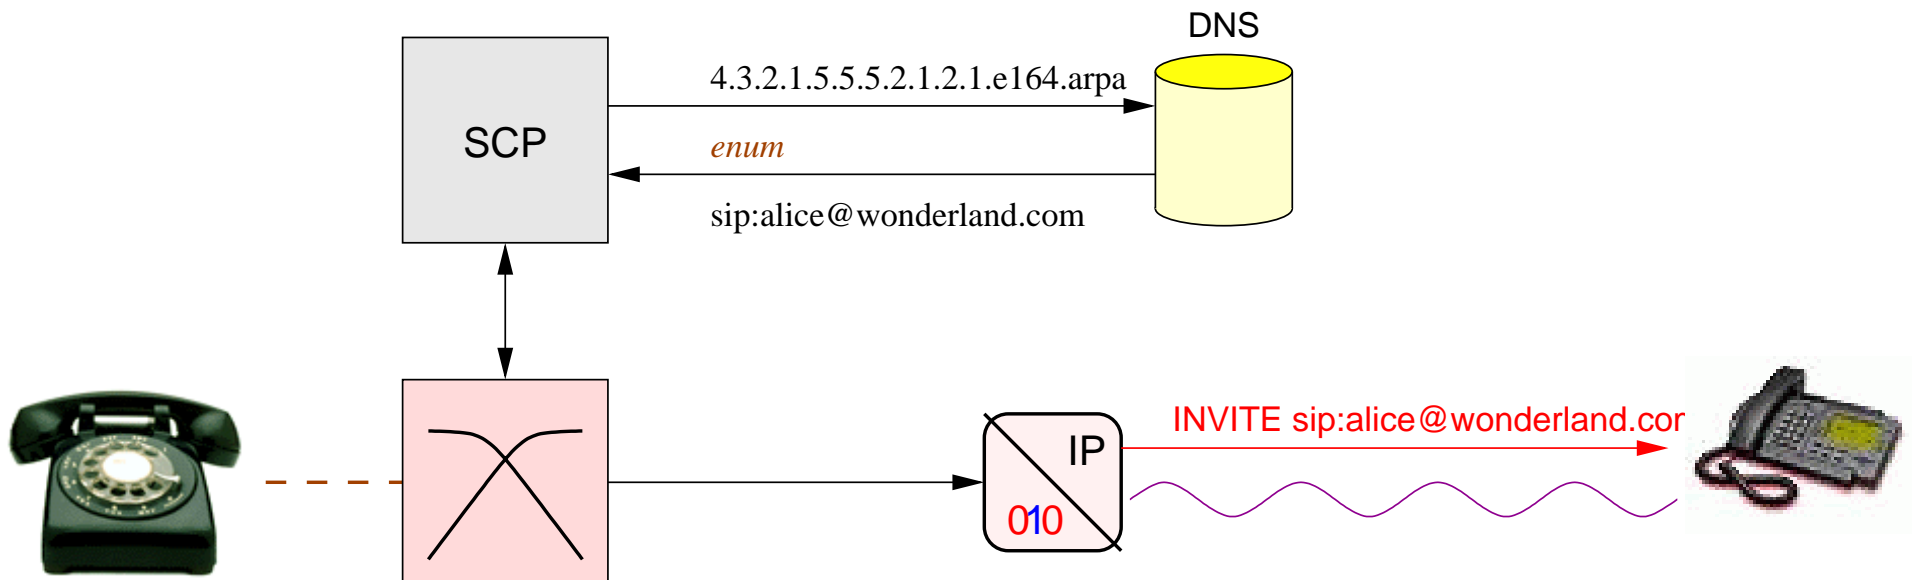 DNS
4.3.2.1.5.5.5.2.1.2.1.e164.arpa
SCP
enum
sip:alice@wonderland.com
INVITE sip:alice@wonderland.cor
IP
010